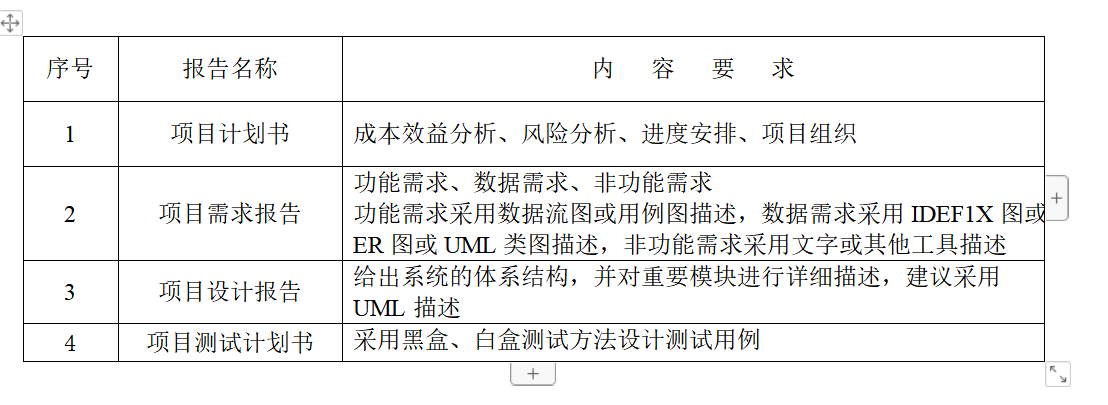 序号 报告名称 内 容 要 求
1 项目计划书 成本效益分析、风险分析、进度安排、项目组织
2 项目需求报告 功能需求、数据需求、非功能需求
功能需求采用数据流图或用例图描述，数据需求采用 IDEF1X 图或
ER 图或 UML 类图描述，非功能需求采用文字或其他工具描述
3 项目设计报告 给出系统的体系结构，并对重要模块进行详细描述，建议采用
UML 描述
4 项目测试计划书 采用黑盒、白盒测试方法设计测试用例